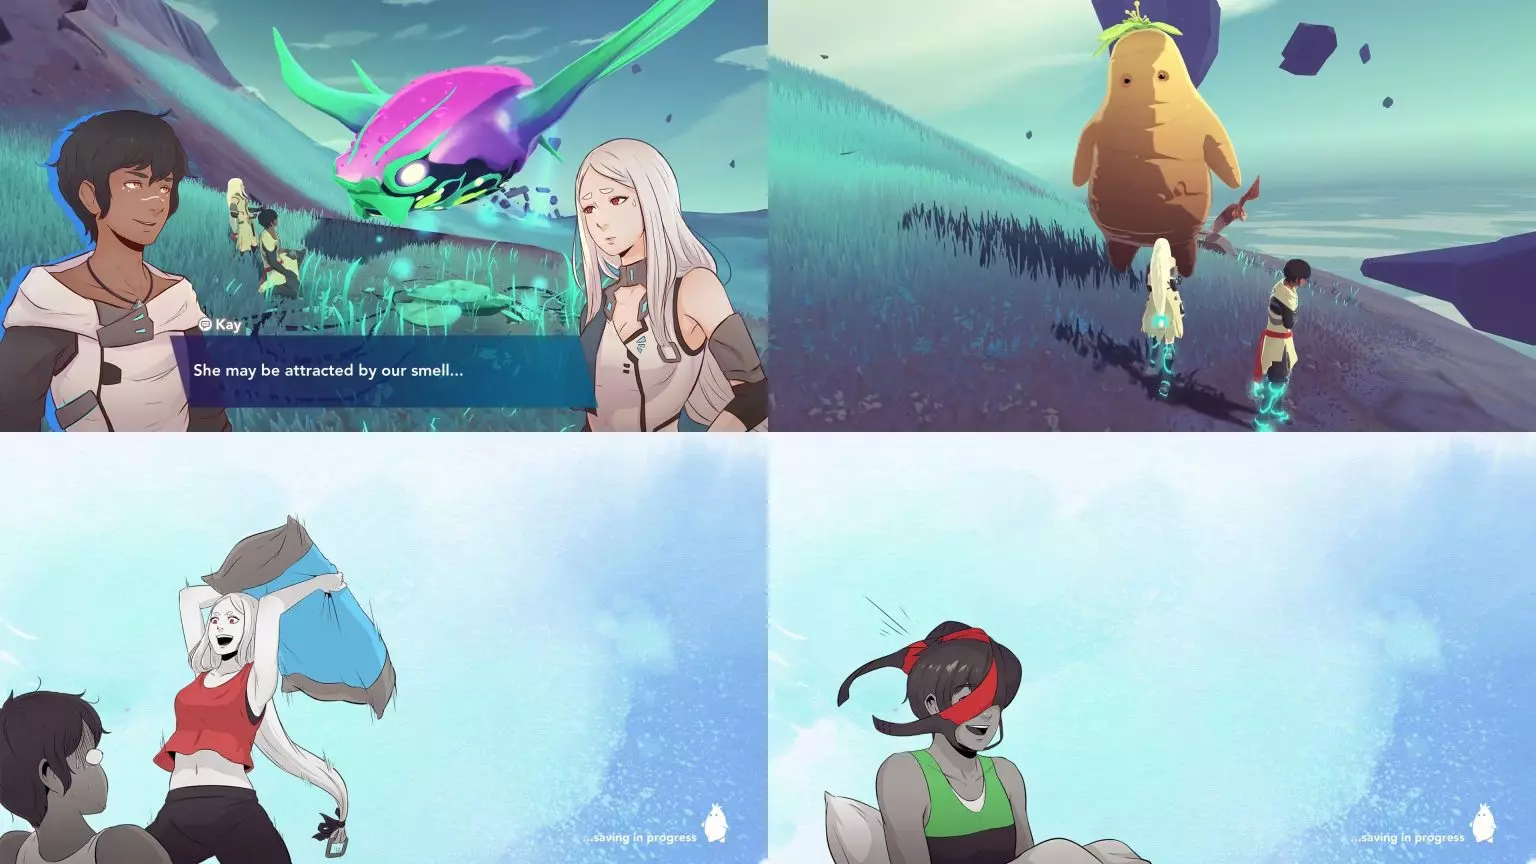 Kay
She may be attracted by our smell...
...saving in progress
...saving in progress